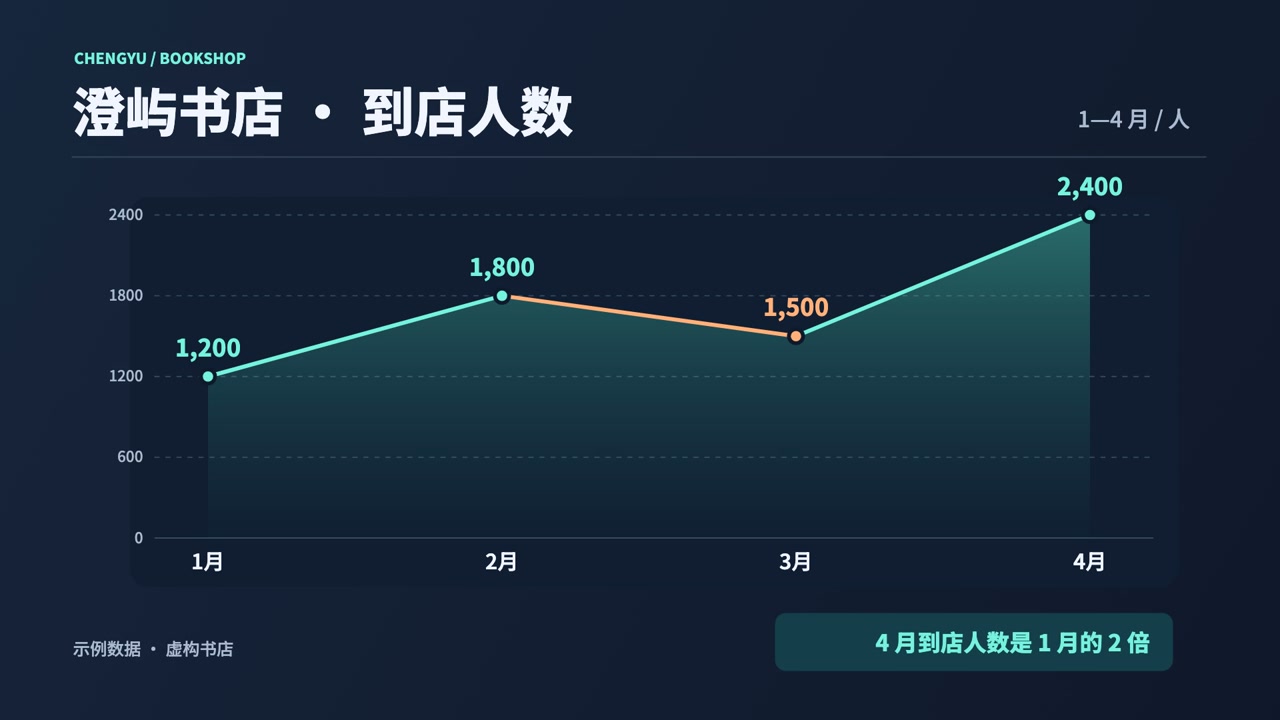 CHENGYU / BOOKSHOP
澄屿书店 · 到店人数
1—4 月 / 人
2,400
2400
1,800
1800
1,500
1,200
1200
600
0
1月
2月
3月
4月
示例数据 · 虚构书店
4 月到店人数是 1 月的 2 倍